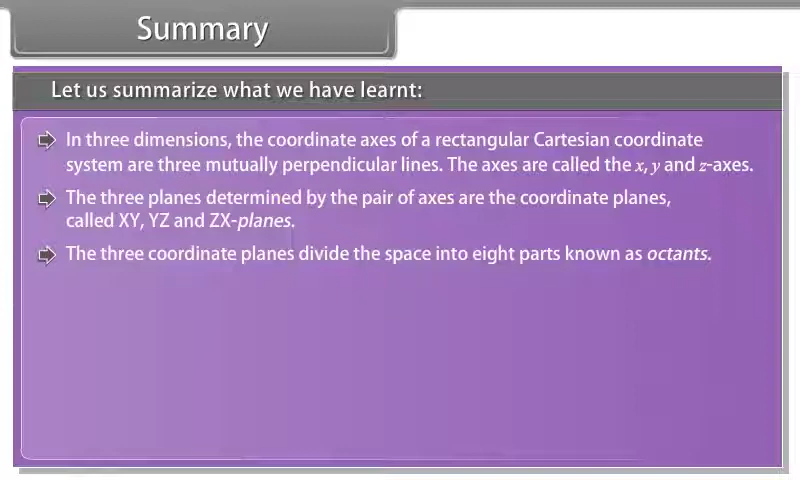 Summary
Let us summarize what we have learnt:
In three dimensions, the coordinate axes of a rectangular Cartesian coordinate
system are three mutually perpendicular lines. The axes are called the x, y and z-axes.
The three planes determined by the pair of axes are the coordinate planes,
called XY, YZ and ZX-planes.
The three coordinate planes divide the space into eight parts known as octants.